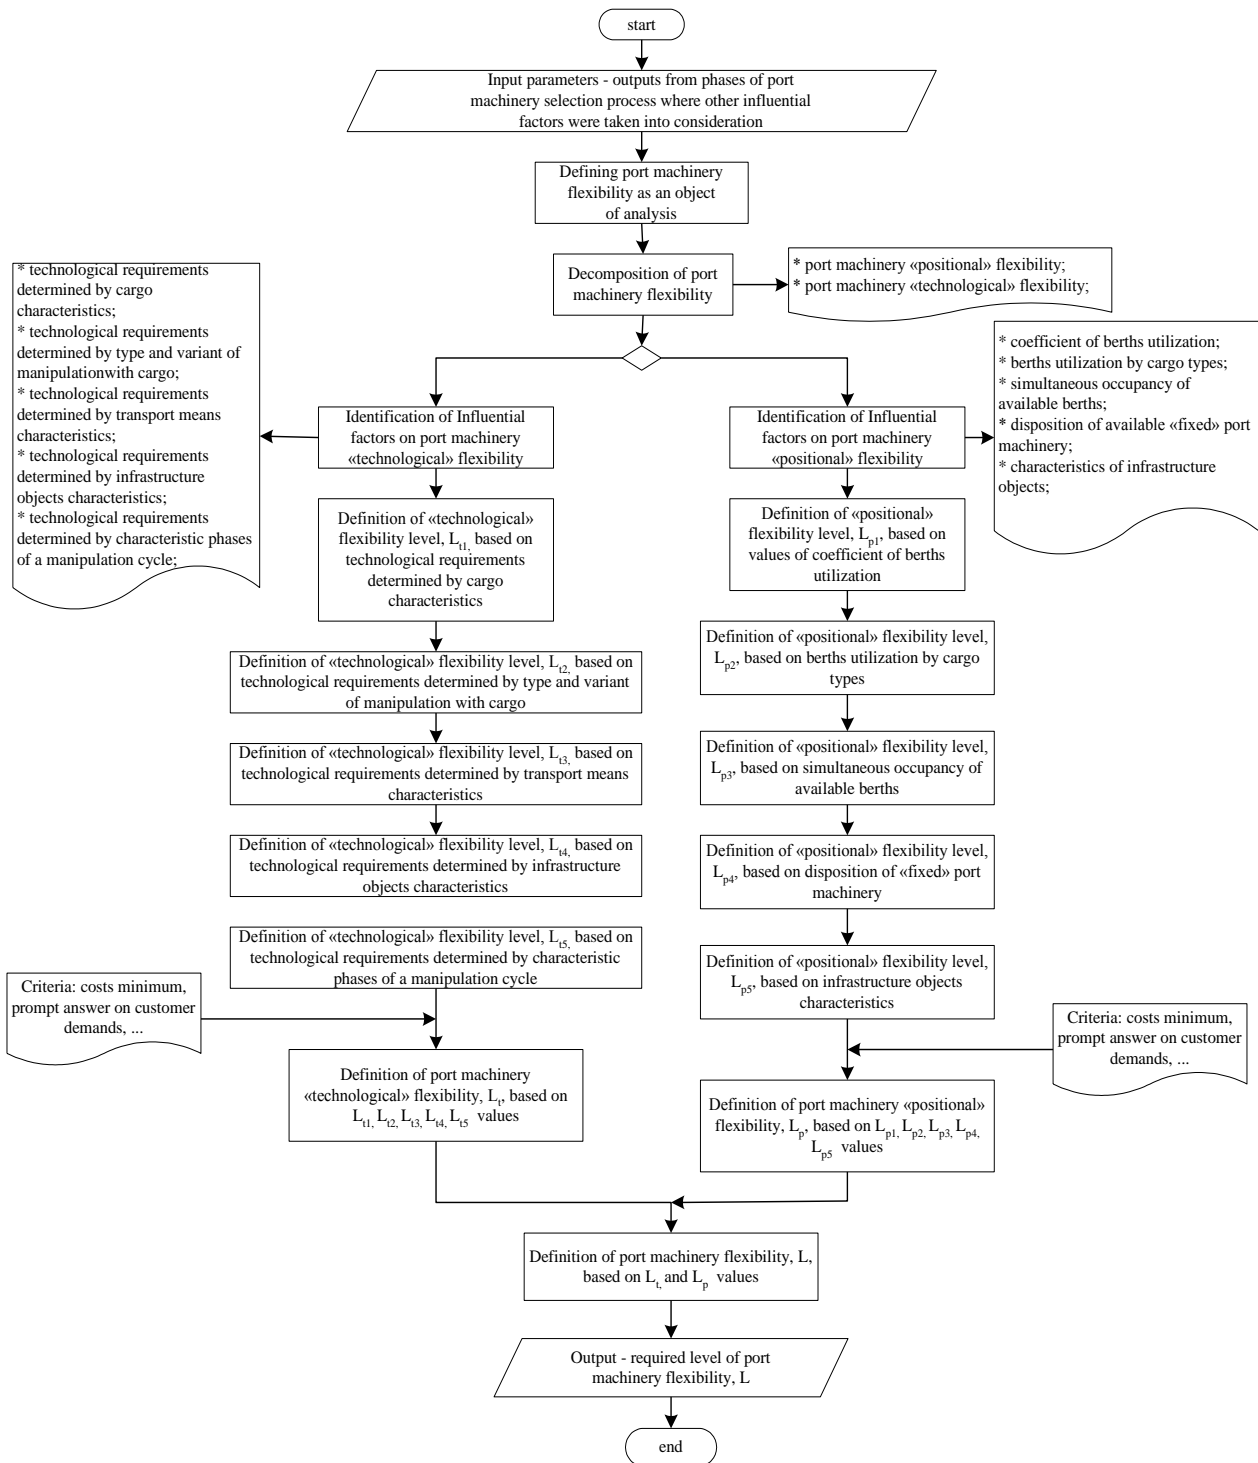 start
Input parameters - outputs from phases of port
machinery selection process where other influential
factors were taken into consideration
Defining port machinery
flexibility as an object
of analysis
Decomposition of port
machinery flexibility
* port machinery «positional» flexibility;
* port machinery «technological» flexibility;
* technological requirements
determined by cargo
characteristics;
* technological requirements
determined by type and variant of
manipulationwith cargo;
* technological requirements
determined by transport means
characteristics;
* technological requirements
determined by infrastructure
objects characteristics;
* technological requirements
determined by characteristic phases
of a manipulation cycle;
* coefficient of berths utilization;
* berths utilization by cargo types;
* simultaneous occupancy of
available berths;
* disposition of available «fixed» port
machinery;
* characteristics of infrastructure
objects;
Identification of Influential
factors on port machinery
«technological» flexibility
Identification of Influential
factors on port machinery
«positional» flexibility
Definition of «technological»
flexibility level, Lt1, based on
technological requirements
determined by cargo
characteristics
Definition of «positional»
flexibility level, Lp1, based on
values of coefficient of berths
utilization
Definition of «technological» flexibility level, Lt2, based on
technological requirements determined by type and variant
of manipulation with cargo
Definition of «positional» flexibility level,
Lp2, based on berths utilization by cargo
types
Definition of «technological» flexibility level, Lt3, based on
technological requirements determined by transport means
characteristics
Definition of «positional» flexibility level,
Lp3, based on simultaneous occupancy of
available berths
Definition of «technological» flexibility level, Lt4, based on
technological requirements determined by infrastructure
objects characteristics
Definition of «positional» flexibility level,
Lp4, based on disposition of «fixed» port
machinery
Definition of «technological» flexibility level, Lt5, based on
technological requirements determined by characteristic
phases of a manipulation cycle
Definition of «positional» flexibility level,
Lp5, based on infrastructure objects
characteristics
Criteria: costs minimum,
prompt answer on customer
demands, ...
Criteria: costs minimum,
prompt answer on customer
demands, ...
Definition of port machinery
«technological» flexibility, Lt, based on
Lt1, Lt2, Lt3, Lt4, Lt5 values
Definition of port machinery «positional»
flexibility, Lp, based on Lp1, Lp2, Lp3, Lp4,
Lp5 values
Definition of port machinery flexibility, L,
based on Lt, and Lp values
Output - required level of port
machinery flexibility, L
end